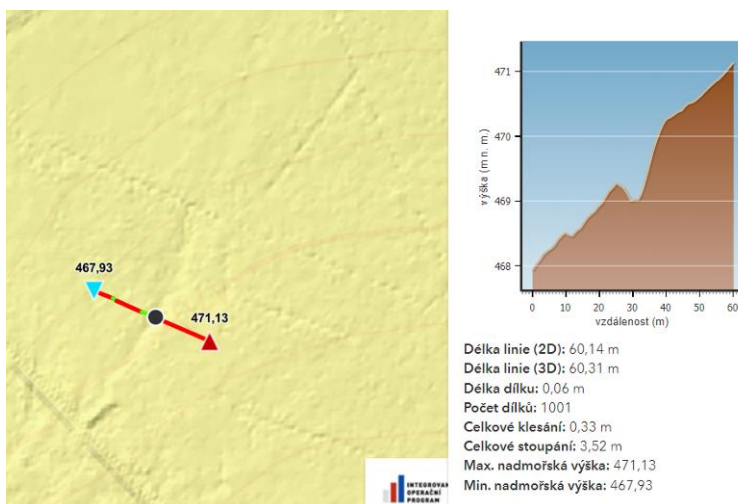 467,93
471,13
INTEGROVAN
OPERAČNÍ
PROGRAM
výška (m n. m.)
471
470
469
468
0 10 20 30 40 50 60
vzdálenost (m)
Délka linie (2D): 60,14 m
Délka linie (3D): 60,31 m
Délka dílku: 0,06 m
Počet dílků: 1001
Celkové klesání: 0,33 m
Celkové stoupání: 3,52 m
Max. nadmořská výška: 471,13
Min. nadmořská výška: 467,93